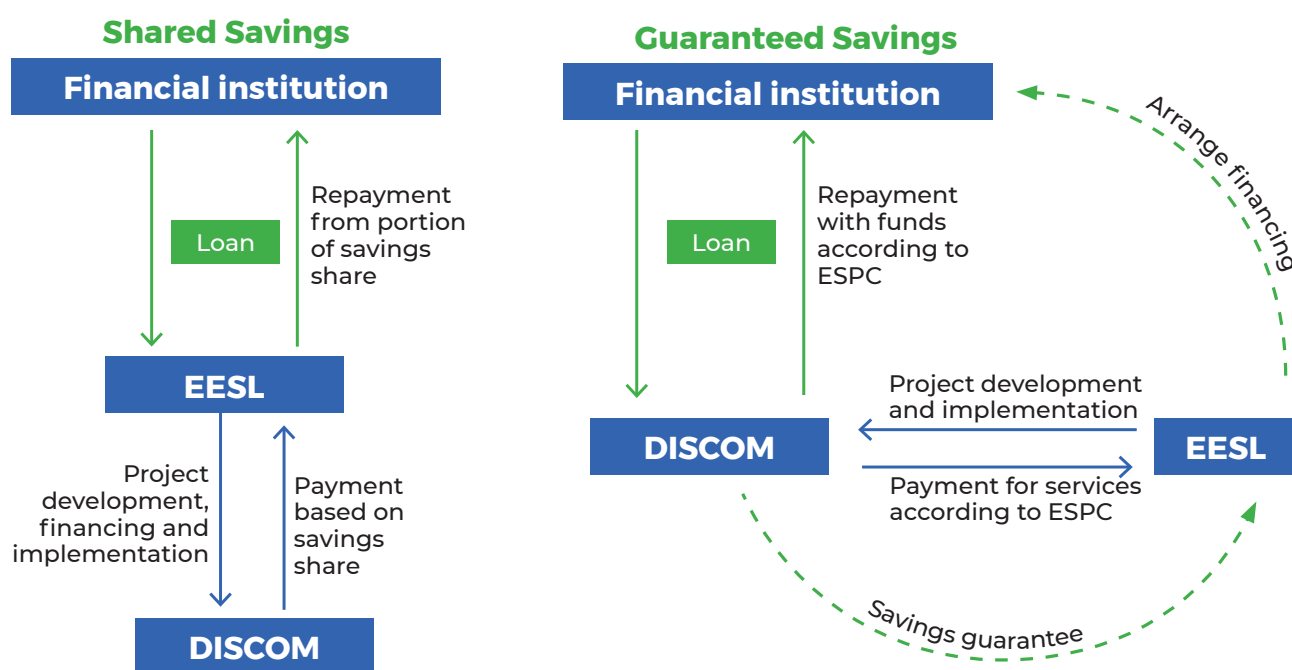 Shared Savings
Financial institution
Loan
Repayment
from portion
of savings
share
EESL
Project
development,
financing and
implementation
Payment
based on
savings
share
DISCOM
Guaranteed Savings
Financial institution
Loan
Repayment
with funds
according to
ESPC
Arrange financing
DISCOM
Project development
and implementation
EESL
Payment for services
according to ESPC
Savings guarantee